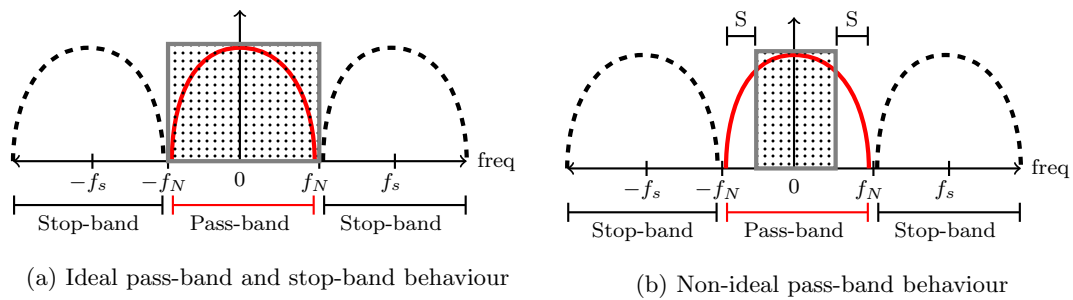 freq
−f_s
−f_N
0
f_N
f_s
Stop-band
Pass-band
Stop-band
(a) Ideal pass-band and stop-band behaviour
S
S
freq
−f_s
−f_N
0
f_N
f_s
Stop-band
Pass-band
Stop-band
(b) Non-ideal pass-band behaviour